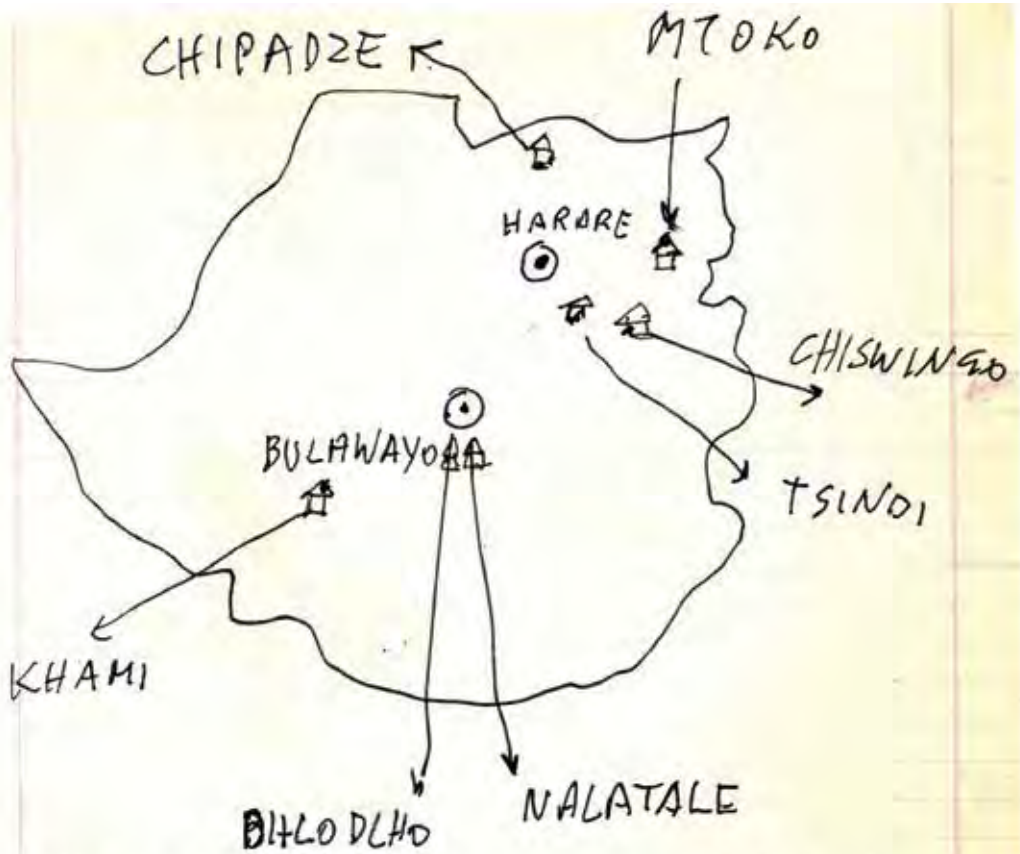 CHIPADZE
MTOKO
HARARE
CHISWINGO
BULAWAYO
TSINDI
KHAMI
NALATALE
BHLODLHO